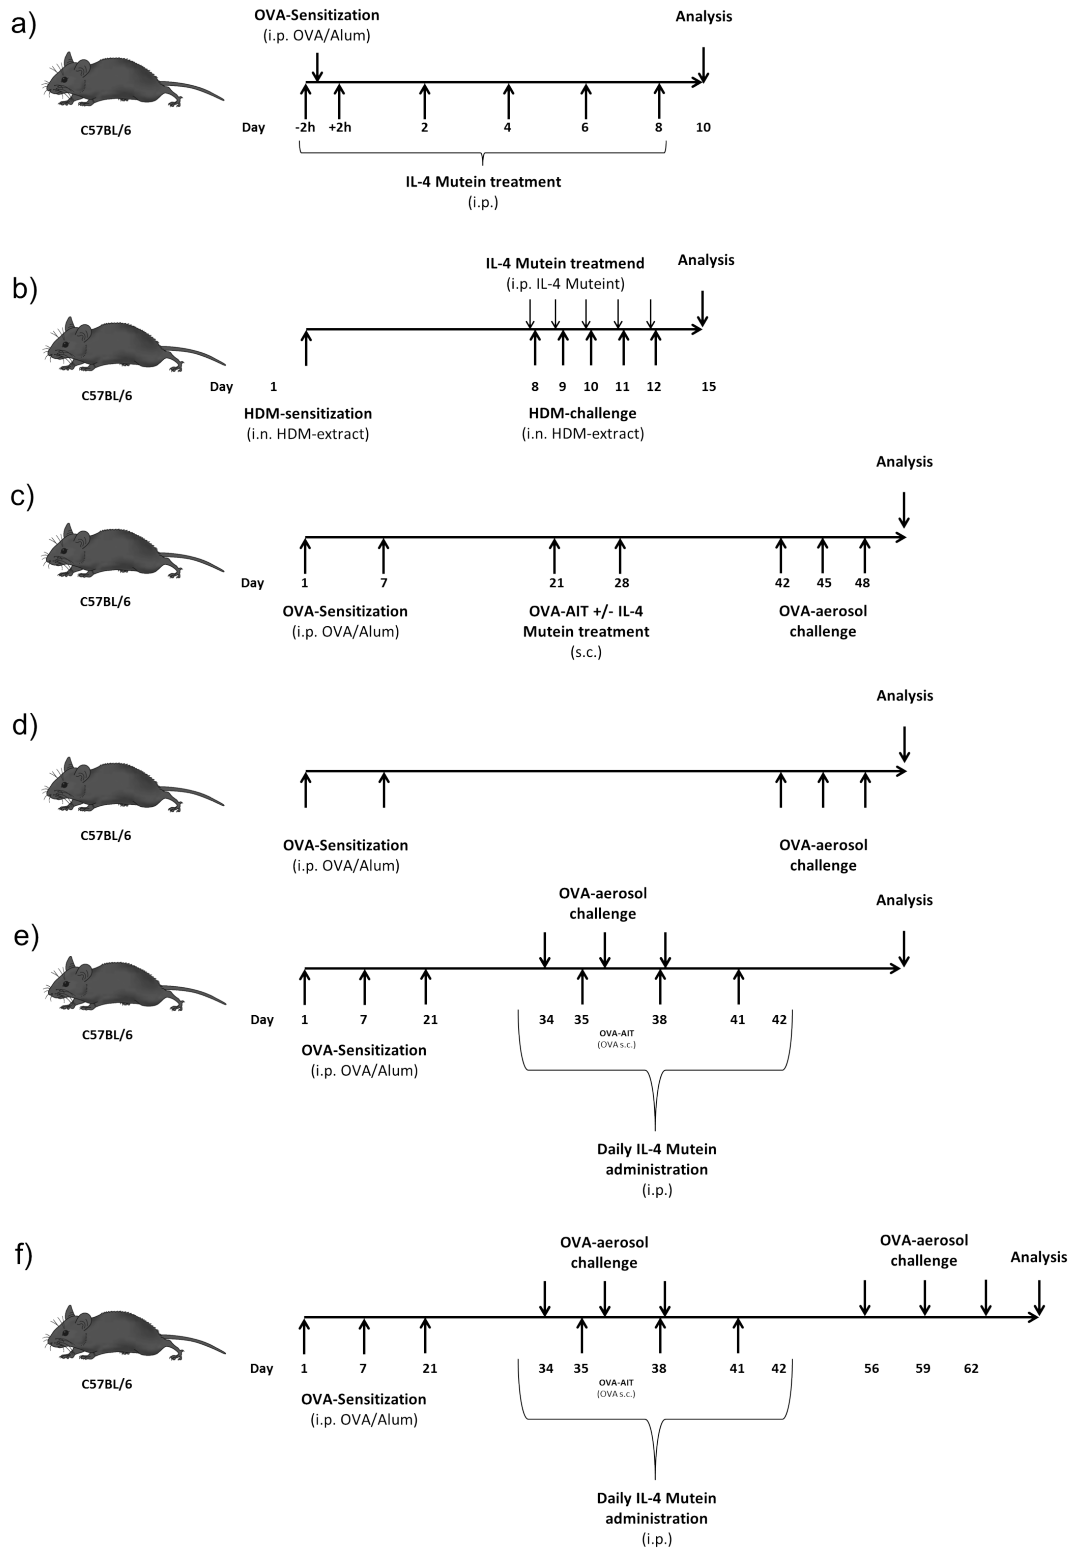 a)
OVA-Sensitization
(i.p. OVA/Alum)
Analysis
C57BL/6
Day
-2h
+2h
2
4
6
8
10
IL-4 Mutein treatment
(i.p.)
b)
IL-4 Mutein treatmend
(i.p. IL-4 Muteint)
Analysis
C57BL/6
Day
1
8
9
10
11
12
15
HDM-sensitization
(i.n. HDM-extract)
HDM-challenge
(i.n. HDM-extract)
c)
Analysis
C57BL/6
Day
1
7
21
28
42
45
48
OVA-Sensitization
(i.p. OVA/Alum)
OVA-AIT +/- IL-4
Mutein treatment
(s.c.)
OVA-aerosol
challenge
d)
Analysis
C57BL/6
OVA-Sensitization
(i.p. OVA/Alum)
OVA-aerosol
challenge
e)
OVA-aerosol
challenge
Analysis
C57BL/6
Day
1
7
21
34
35
38
41
42
OVA-AIT
(OVA s.c.)
OVA-Sensitization
(i.p. OVA/Alum)
Daily IL-4 Mutein
administration
(i.p.)
f)
OVA-aerosol
challenge
OVA-aerosol
challenge
Analysis
C57BL/6
Day
1
7
21
34
35
38
41
42
56
59
62
OVA-AIT
(OVA s.c.)
OVA-Sensitization
(i.p. OVA/Alum)
Daily IL-4 Mutein
administration
(i.p.)